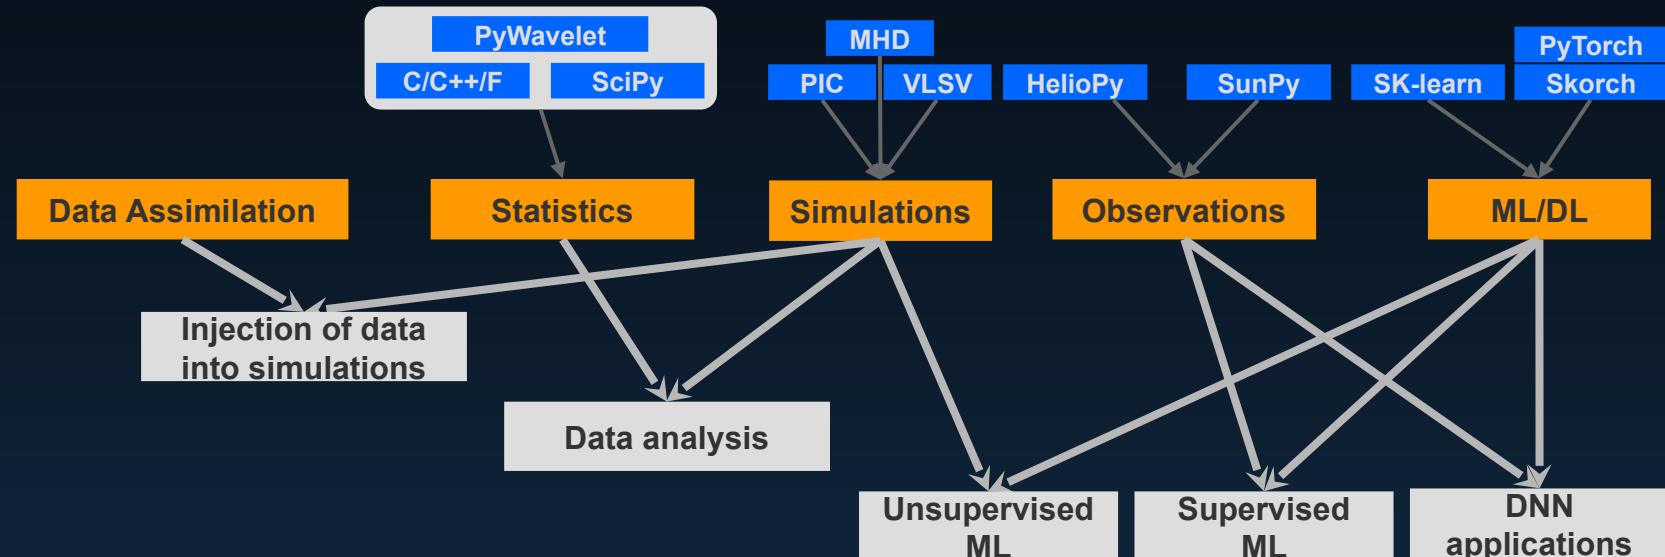 PyWavelet
C/C++/F
SciPy
MHD
PIC
VLSV
HelioPy
SunPy
SK-learn
PyTorch
Skorch
Data Assimilation
Statistics
Simulations
Observations
ML/DL
Injection of data
into simulations
Data analysis
Unsupervised
ML
Supervised
ML
DNN
applications